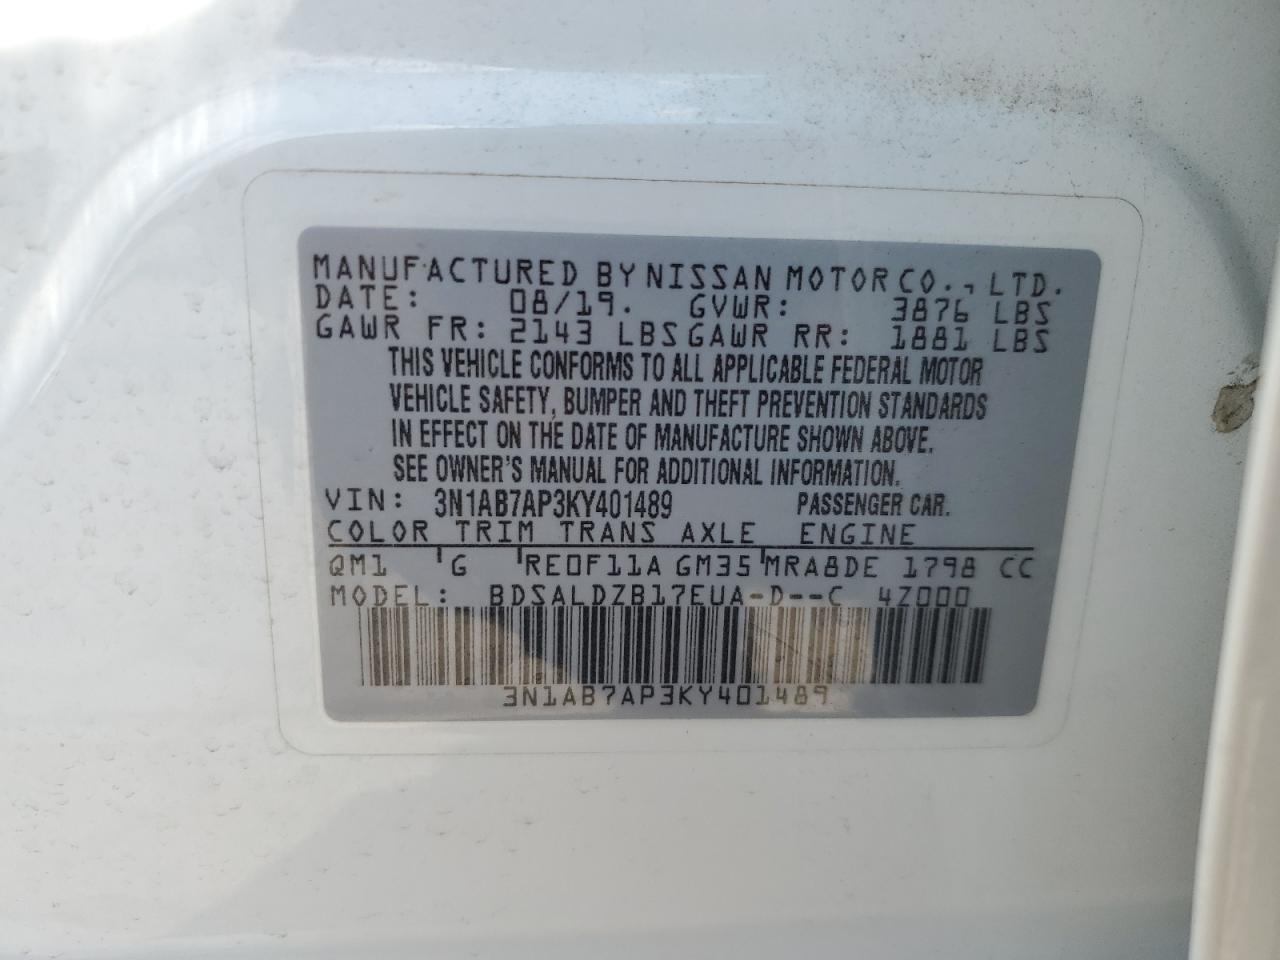 MANUFACTURED BY NISSAN MOTOR CO., LTD.
DATE: 08/19. GVWR: 3876 LBS
GAWR FR: 2143 LBS GAWR RR: 1881 LBS
THIS VEHICLE CONFORMS TO ALL APPLICABLE FEDERAL MOTOR
VEHICLE SAFETY, BUMPER AND THEFT PREVENTION STANDARDS
IN EFFECT ON THE DATE OF MANUFACTURE SHOWN ABOVE.
SEE OWNER'S MANUAL FOR ADDITIONAL INFORMATION.
VIN: 3N1AB7AP3KY401489 PASSENGER CAR.
COLOR TRIM TRANS AXLE ENGINE
QM1 G RE0F11A GM35 MRA8DE 1798 CC
MODEL: BDSALDZB17EUA-D--C 4Z000
3N1AB7AP3KY401489